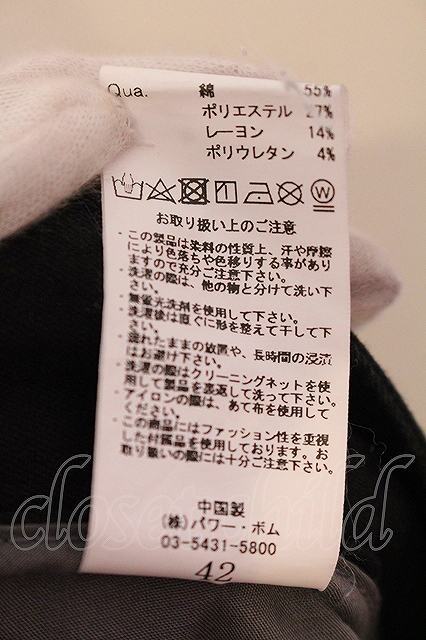 Qua. 綿 55%
ポリエステル 27%
レーヨン 14%
ポリウレタン 4%
W
お取り扱い上のご注意
・この製品は染料の性質上、汗や摩擦
により色落ちや色移りする事があり
ますので充分ご注意下さい。
・洗濯の際は、他の物と分けて洗い下
さい。
・無蛍光洗剤を使用して下さい。
・洗濯後は直ぐに形を整えて干して下
さい。
・濡れたままの放置や、長時間の浸漬
はお避け下さい。
・洗濯の際はクリーニングネットを使
用して製品を裏返して洗って下さい。
・アイロンの際は、あて布を使用して
ください。
・この商品にはファッション性を重視
した付属品を使用しております。お
取り扱いの際には十分ご注意下さい。
中国製
(株)パワー・ボム
03-5431-5800
42
closet child